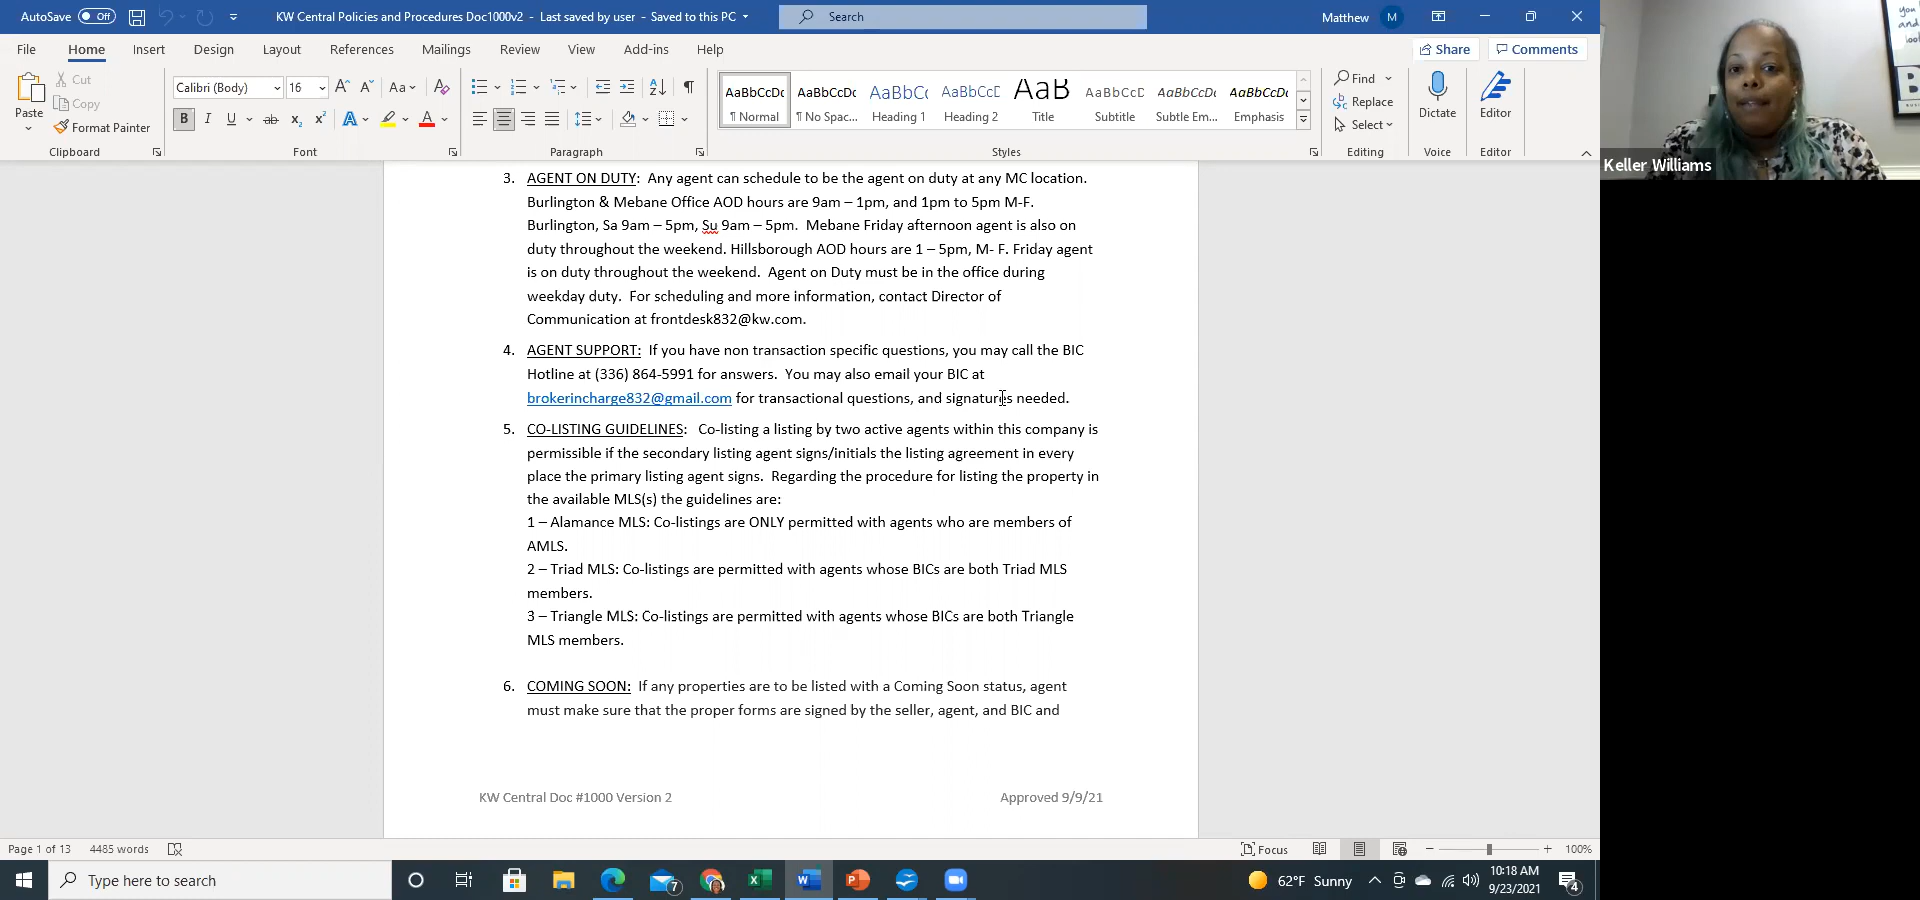 AutoSave Off KW Central Policies and Procedures Doc1000v2 - Last saved by user - Saved to this PC Search Matthew M
File Home Insert Design Layout References Mailings Review View Add-ins Help Share Comments
Paste Cut Copy Format Painter
Calibri (Body) 16
AaBbCcDc AaBbCcDc AaBbCc AaBbCcD AaB AaBbCcD AaBbCcDc AaBbCcDc
¶ Normal ¶ No Spac... Heading 1 Heading 2 Title Subtitle Subtle Em... Emphasis
Find Replace Select Dictate Editor
Clipboard Font Paragraph Styles Editing Voice Editor
Keller Williams
3. AGENT ON DUTY: Any agent can schedule to be the agent on duty at any MC location.
Burlington & Mebane Office AOD hours are 9am – 1pm, and 1pm to 5pm M-F.
Burlington, Sa 9am – 5pm, Su 9am – 5pm. Mebane Friday afternoon agent is also on
duty throughout the weekend. Hillsborough AOD hours are 1 – 5pm, M- F. Friday agent
is on duty throughout the weekend. Agent on Duty must be in the office during
weekday duty. For scheduling and more information, contact Director of
Communication at frontdesk832@kw.com.
4. AGENT SUPPORT: If you have non transaction specific questions, you may call the BIC
Hotline at (336) 864-5991 for answers. You may also email your BIC at
brokerincharge832@gmail.com for transactional questions, and signatures needed.
5. CO-LISTING GUIDELINES: Co-listing a listing by two active agents within this company is
permissible if the secondary listing agent signs/initials the listing agreement in every
place the primary listing agent signs. Regarding the procedure for listing the property in
the available MLS(s) the guidelines are:
1 – Alamance MLS: Co-listings are ONLY permitted with agents who are members of
AMLS.
2 – Triad MLS: Co-listings are permitted with agents whose BICs are both Triad MLS
members.
3 – Triangle MLS: Co-listings are permitted with agents whose BICs are both Triangle
MLS members.
6. COMING SOON: If any properties are to be listed with a Coming Soon status, agent
must make sure that the proper forms are signed by the seller, agent, and BIC and
KW Central Doc #1000 Version 2 Approved 9/9/21
Page 1 of 13 4485 words Focus 100%
Type here to search 7 62°F Sunny 10:18 AM
9/23/2021 4